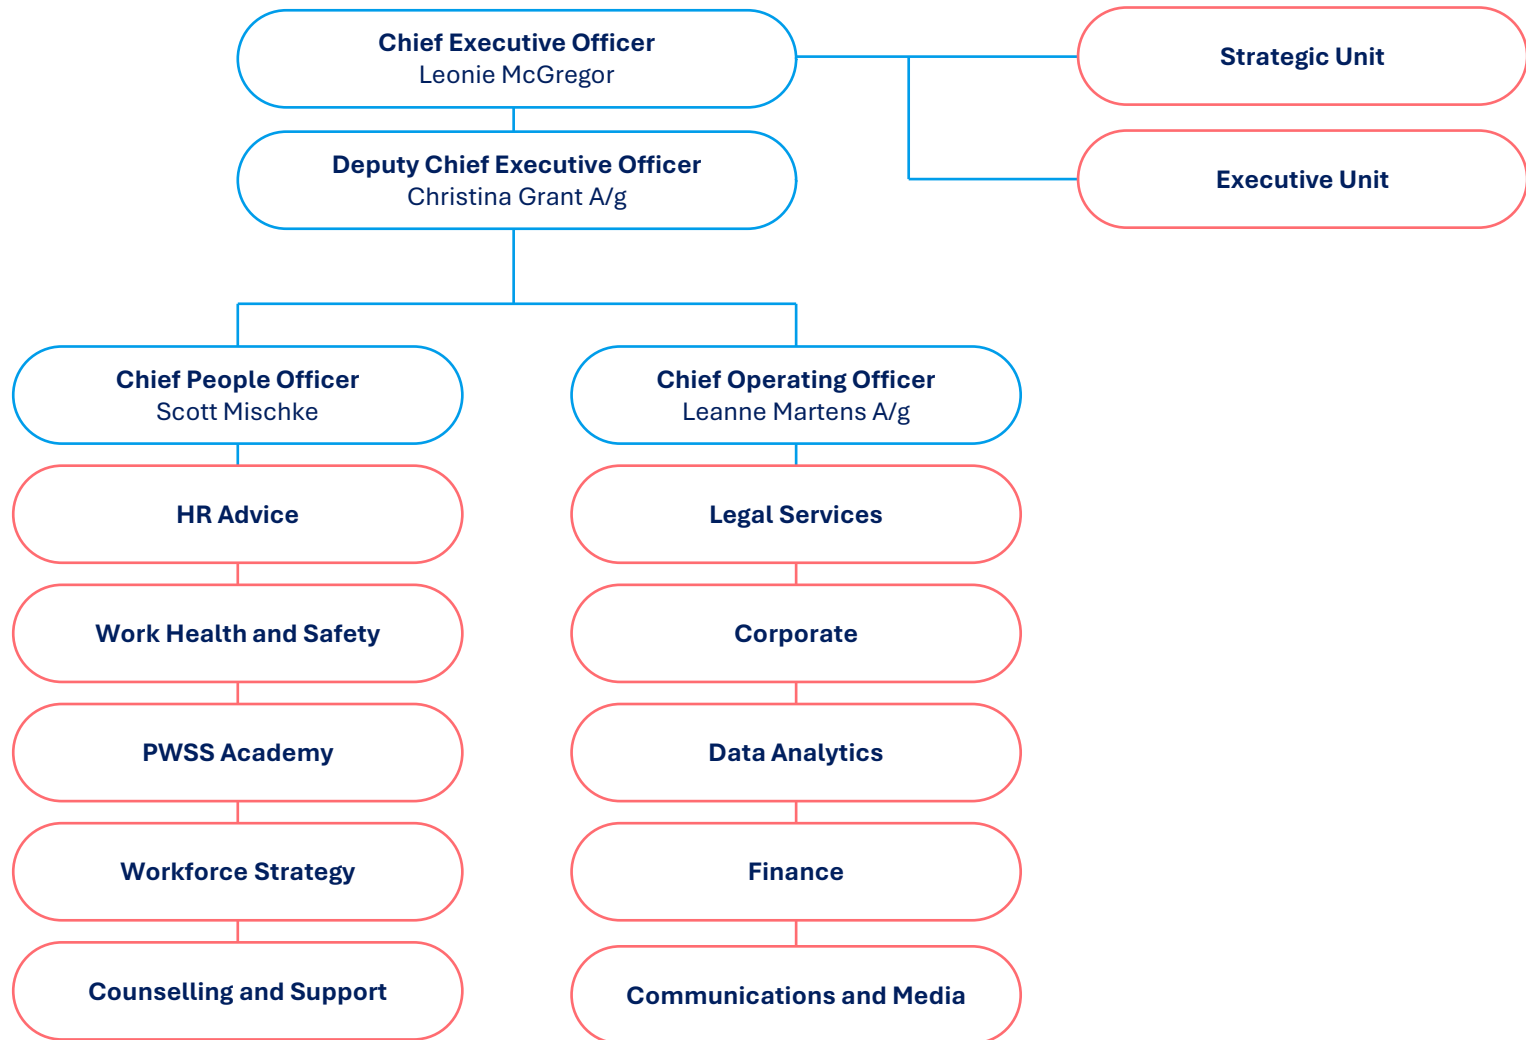 Chief Executive Officer
Leonie McGregor
Strategic Unit
Deputy Chief Executive Officer
Christina Grant A/g
Executive Unit
Chief People Officer
Scott Mischke
Chief Operating Officer
Leanne Martens A/g
HR Advice
Legal Services
Work Health and Safety
Corporate
PWSS Academy
Data Analytics
Workforce Strategy
Finance
Counselling and Support
Communications and Media